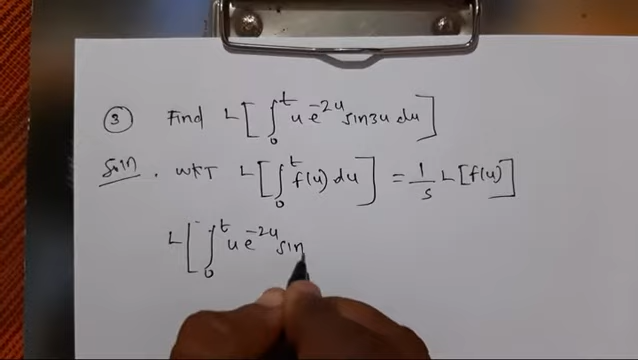 ③ Find L[∫₀ᵗ u e⁻²ᵘ sin3u du]
Soln. WKT L[∫₀ᵗ f(u) du] = 1/s L[f(u)]
L[∫₀ᵗ u e⁻²ᵘ sin